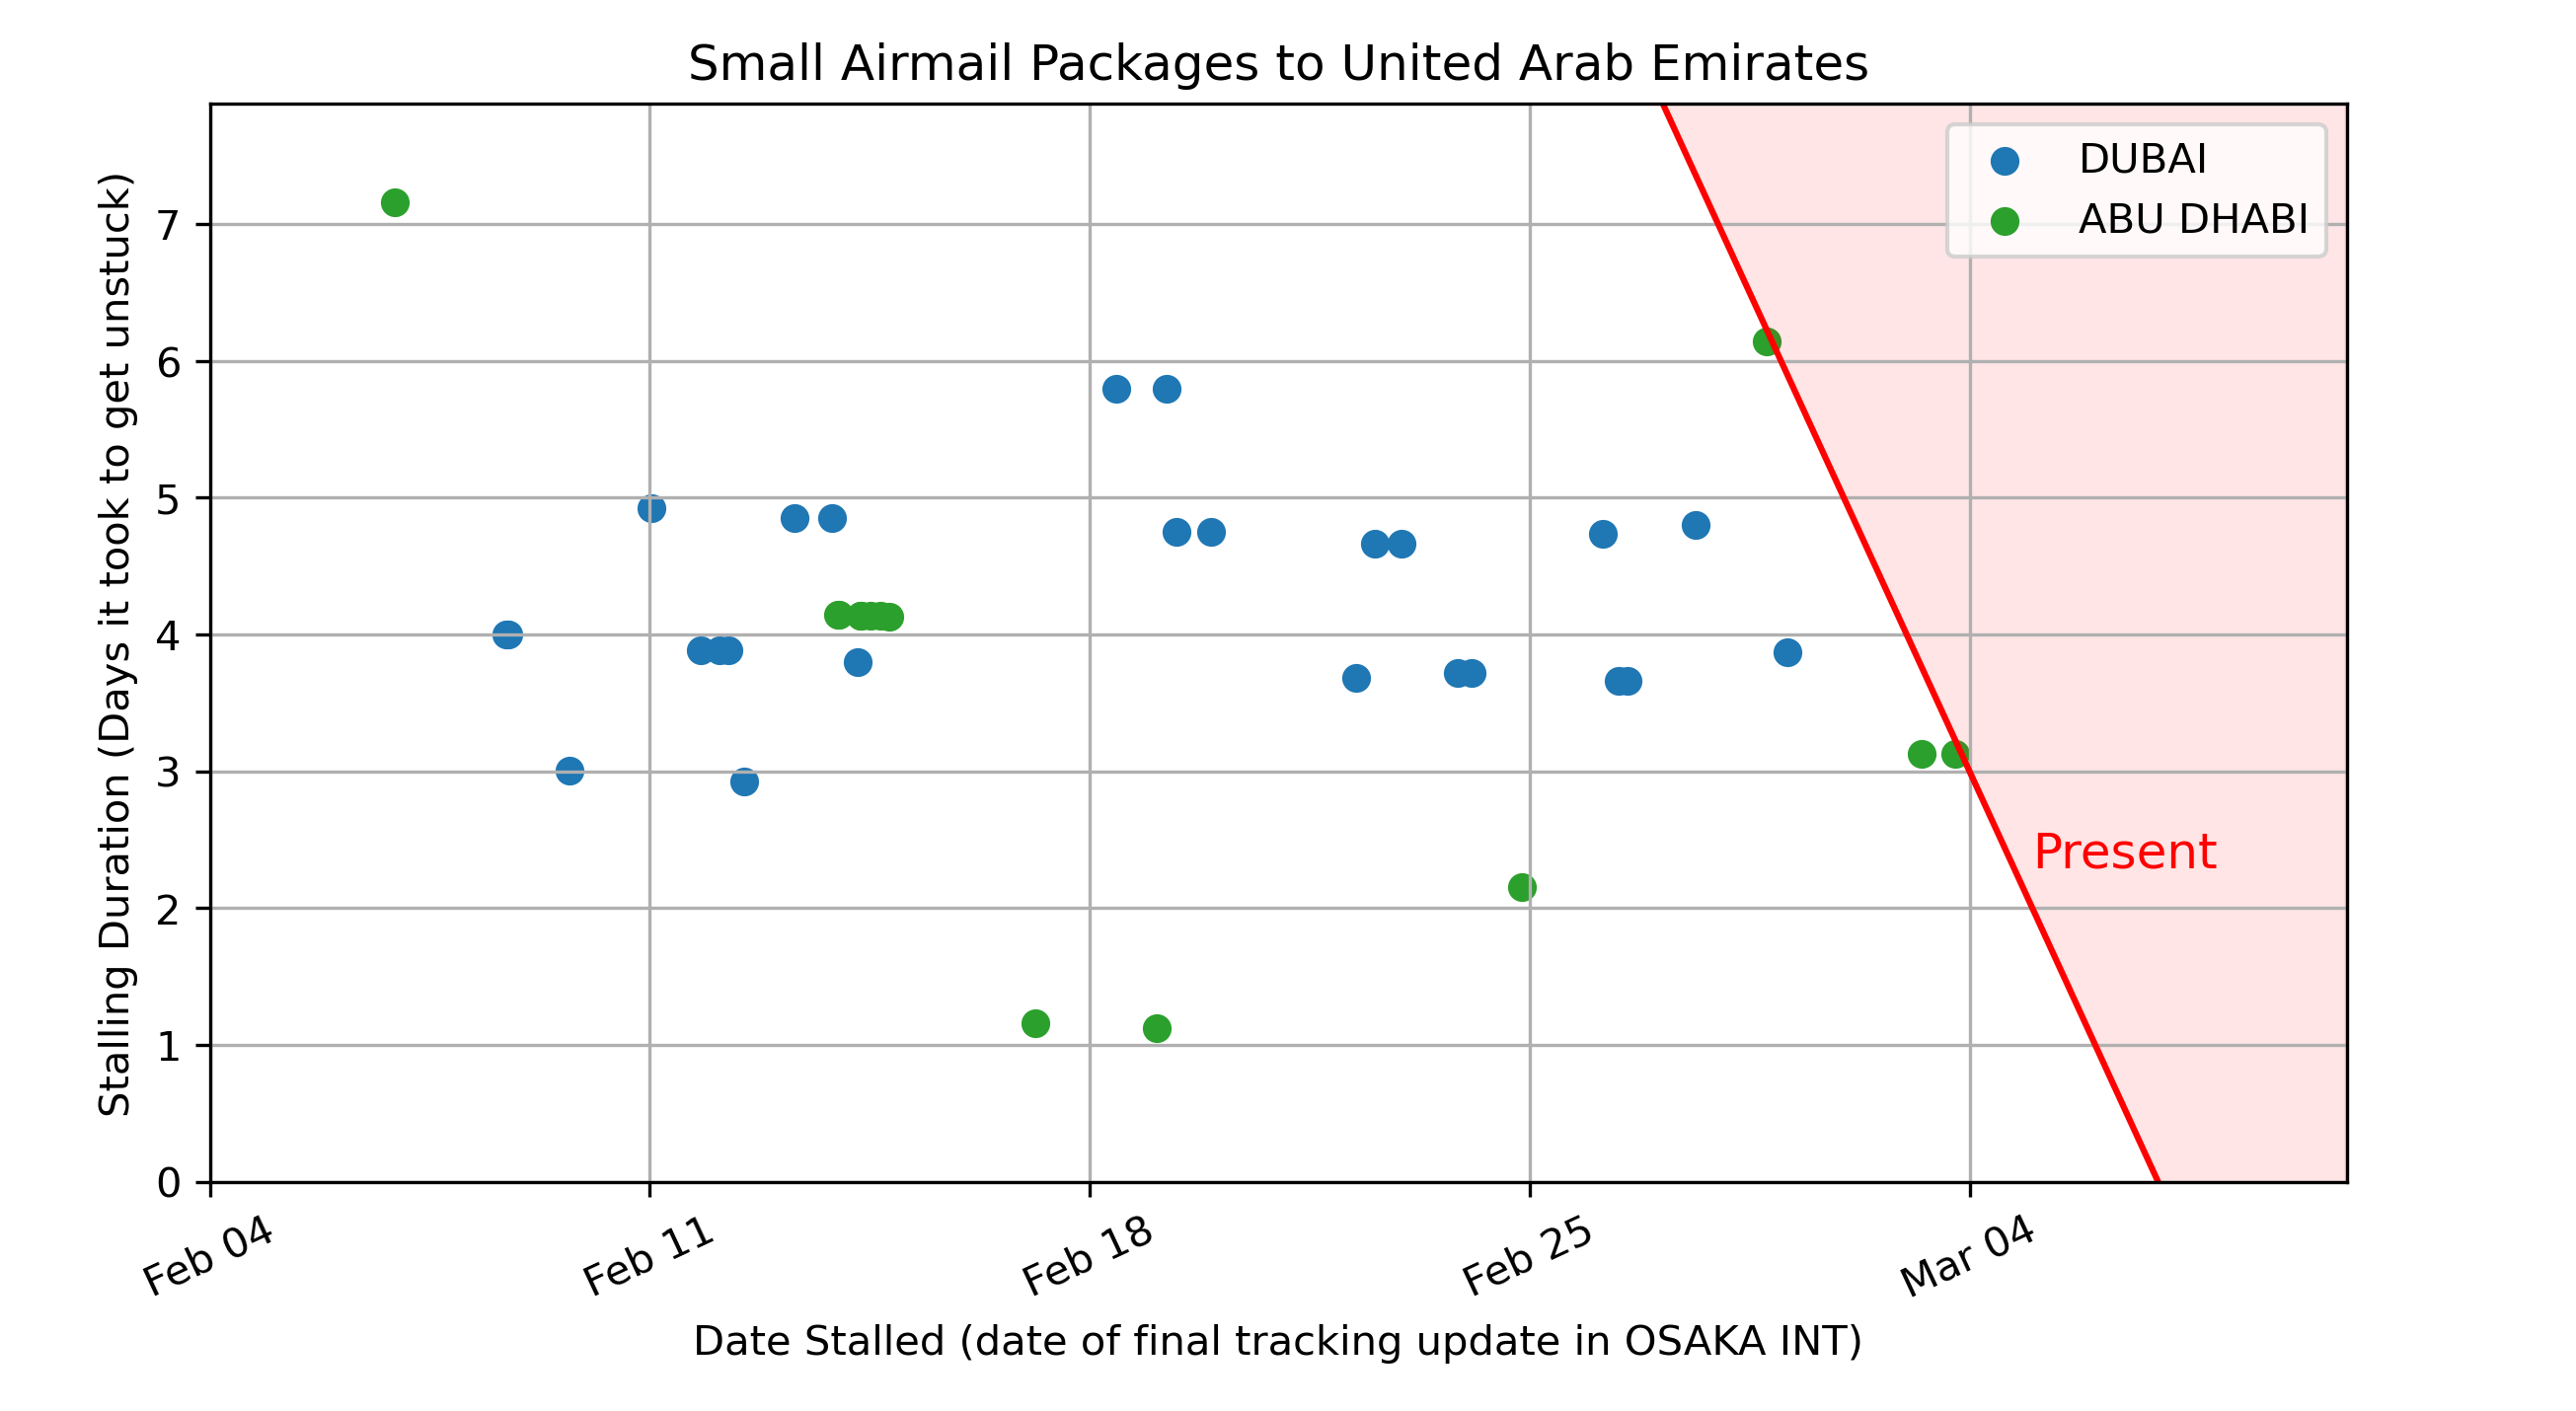 Small Airmail Packages to United Arab Emirates
DUBAI
ABU DHABI
Stalling Duration (Days it took to get unstuck)
7
6
5
4
3
2
1
0
Present
Feb 04
Feb 11
Feb 18
Feb 25
Mar 04
Date Stalled (date of final tracking update in OSAKA INT)